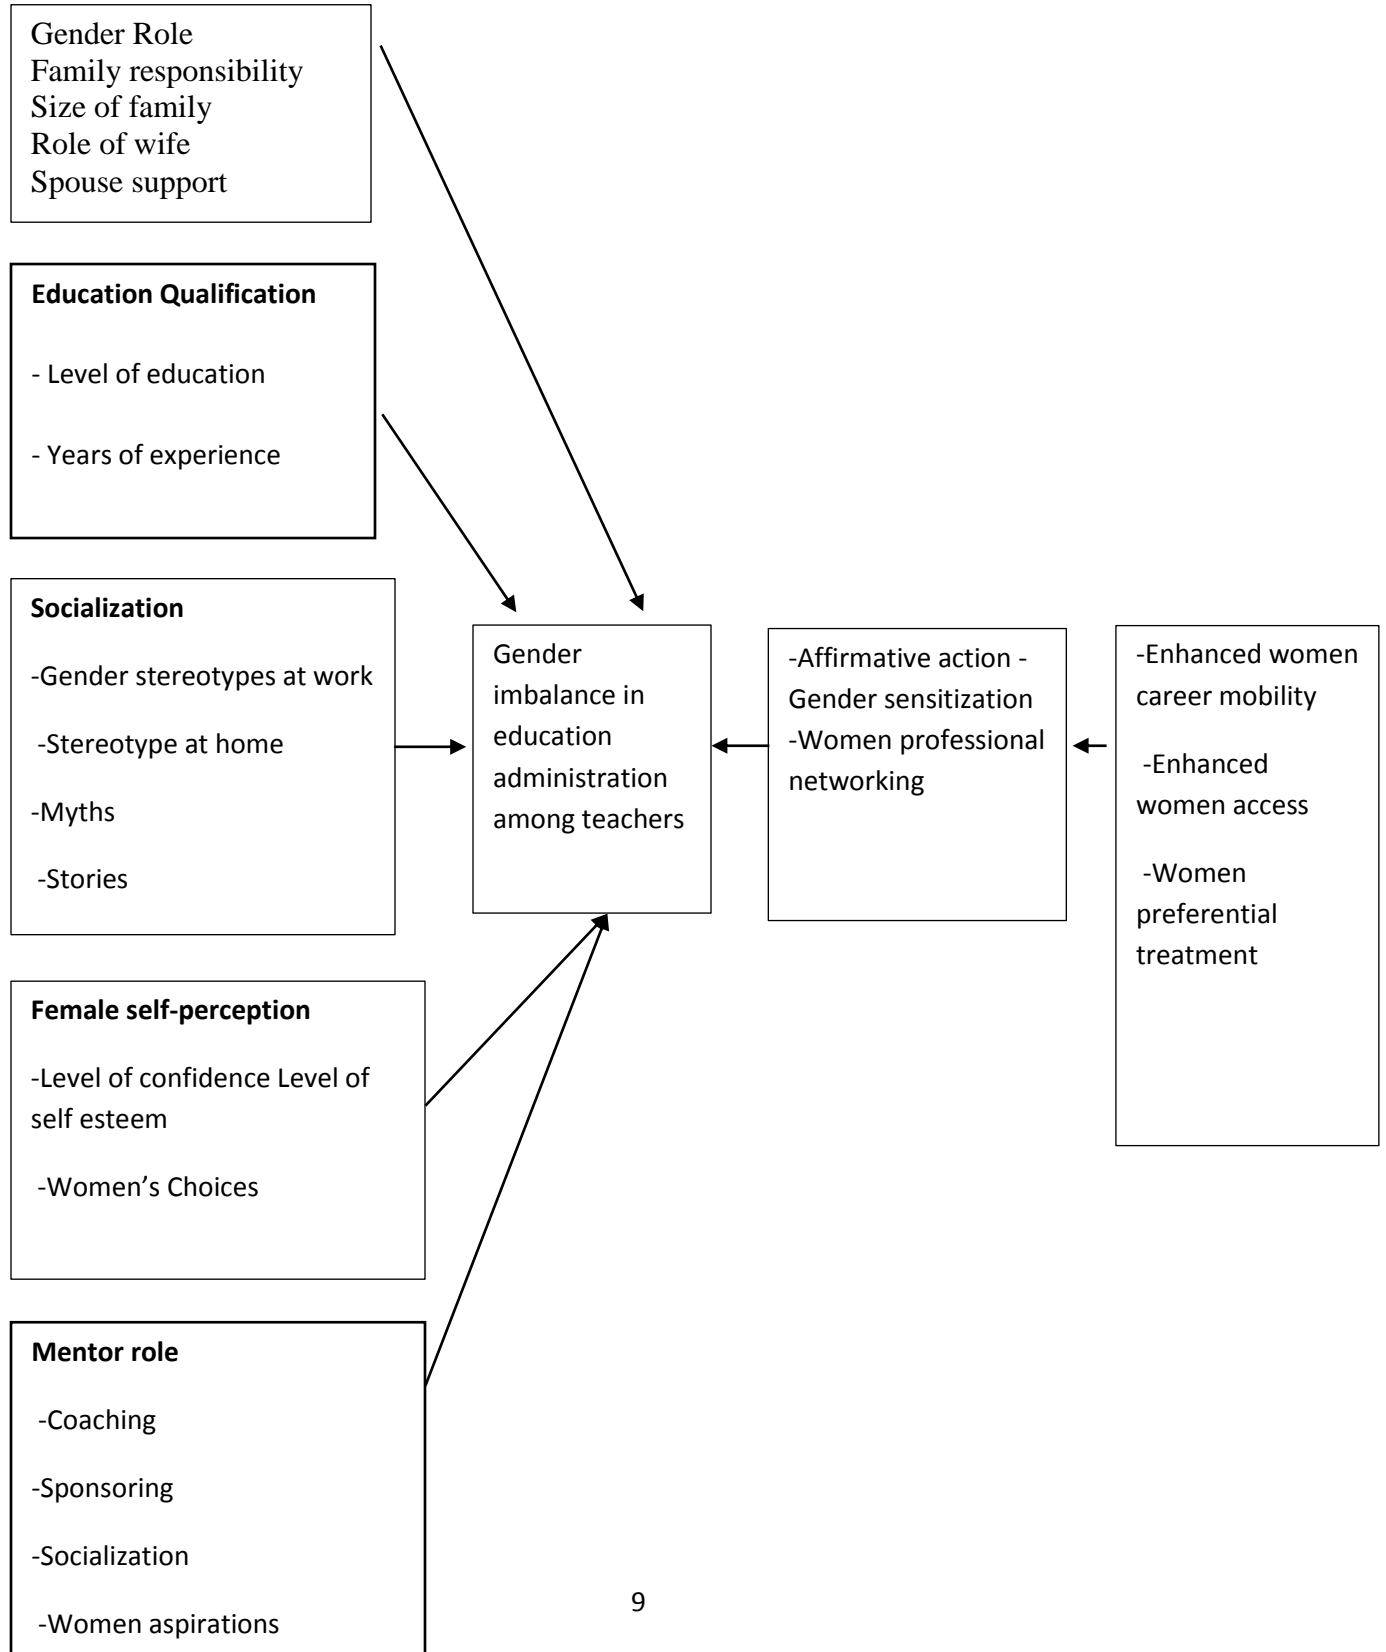 Gender Role
Family responsibility
Size of family
Role of wife
Spouse support
Education Qualification
- Level of education
- Years of experience
Socialization
-Gender stereotypes at work
-Stereotype at home
-Myths
-Stories
Gender
imbalance in
education
administration
among teachers
-Affirmative action -
Gender sensitization
-Women professional
networking
-Enhanced women
career mobility
-Enhanced
women access
-Women
preferential
treatment
Female self-perception
-Level of confidence Level of
self esteem
-Women’s Choices
Mentor role
-Coaching
-Sponsoring
-Socialization
-Women aspirations
9